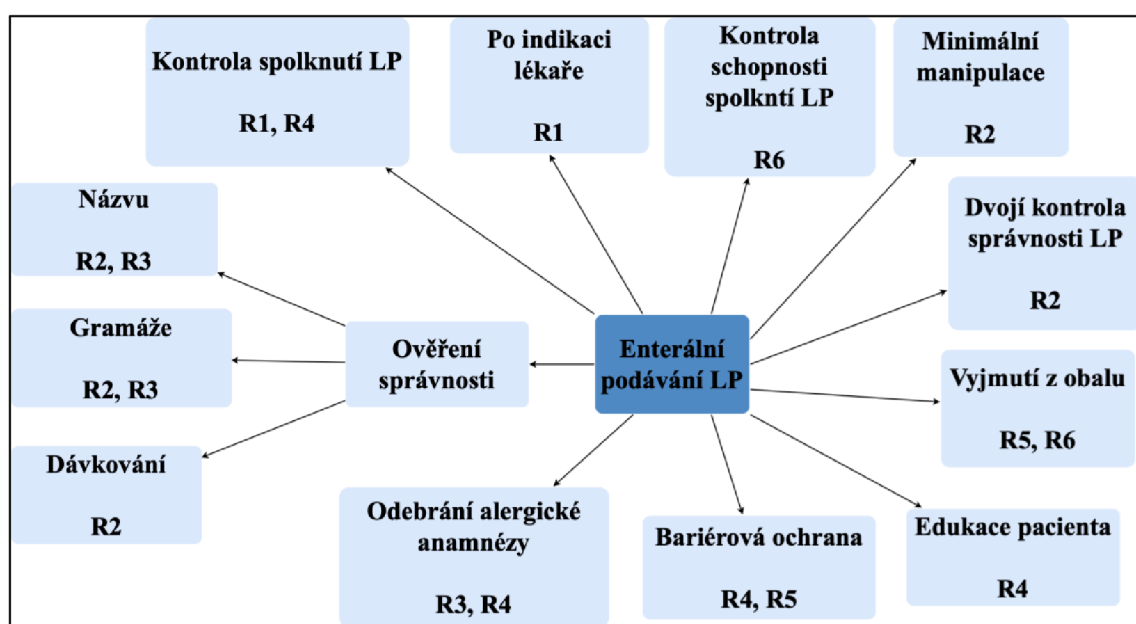 Kontrola spolknutí LP
R1, R4
Po indikaci
lékaře
R1
Kontrola
schopnosti
spolkntí LP
R6
Minimální
manipulace
R2
Názvu
R2, R3
Dvojí kontrola
správnosti LP
R2
Gramáže
R2, R3
Ověření
správnosti
Enterální
podávání LP
Vyjmutí z obalu
R5, R6
Dávkování
R2
Odebrání alergické
anamnézy
R3, R4
Bariérová ochrana
R4, R5
Edukace pacienta
R4